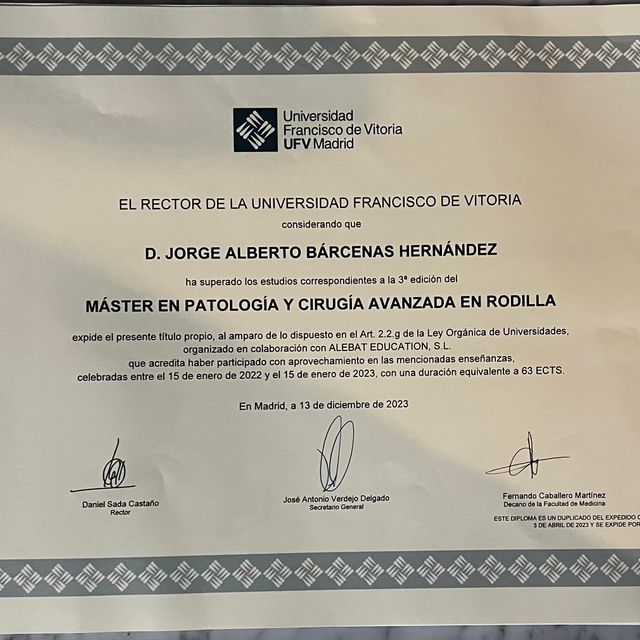 Universidad
Francisco de Vitoria
UFV Madrid
EL RECTOR DE LA UNIVERSIDAD FRANCISCO DE VITORIA
considerando que
D. JORGE ALBERTO BÁRCENAS HERNÁNDEZ
ha superado los estudios correspondientes a la 3ª edición del
MÁSTER EN PATOLOGÍA Y CIRUGÍA AVANZADA EN RODILLA
expide el presente título propio, al amparo de lo dispuesto en el Art. 2.2.g de la Ley Orgánica de Universidades,
organizado en colaboración con ALEBAT EDUCATION, S.L.
que acredita haber participado con aprovechamiento en las mencionadas enseñanzas,
celebradas entre el 15 de enero de 2022 y el 15 de enero de 2023, con una duración equivalente a 63 ECTS.
En Madrid, a 13 de diciembre de 2023
Daniel Sada Castaño
Rector
José Antonio Verdejo Delgado
Secretario General
Fernando Caballero Martínez
Decano de la Facultad de Medicina
ESTE DIPLOMA ES UN DUPLICADO DEL EXPEDIDO
3 DE ABRIL DE 2023 Y SE EXPIDE POR